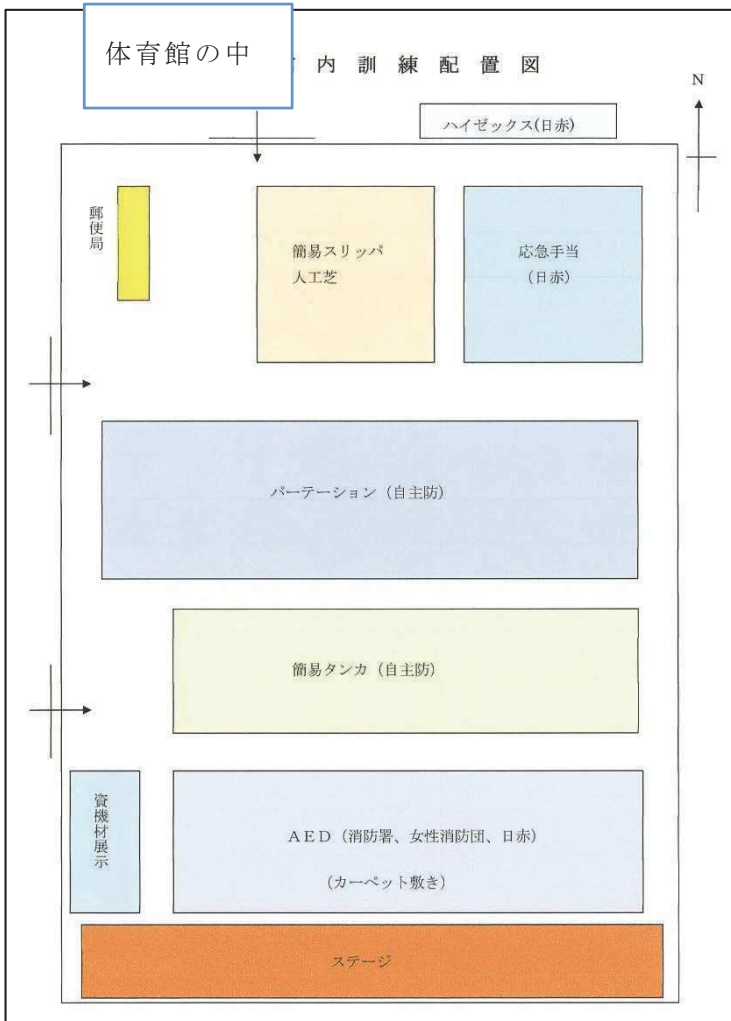 体育館の中
内訓練配置図
N
ハイゼックス(日赤)
郵便局
簡易スリッパ
人工芝
応急手当
(日赤)
パーテーション(自主防)
簡易タンカ(自主防)
資機材展示
AED(消防署、女性消防団、日赤)
(カーペット敷き)
ステージ